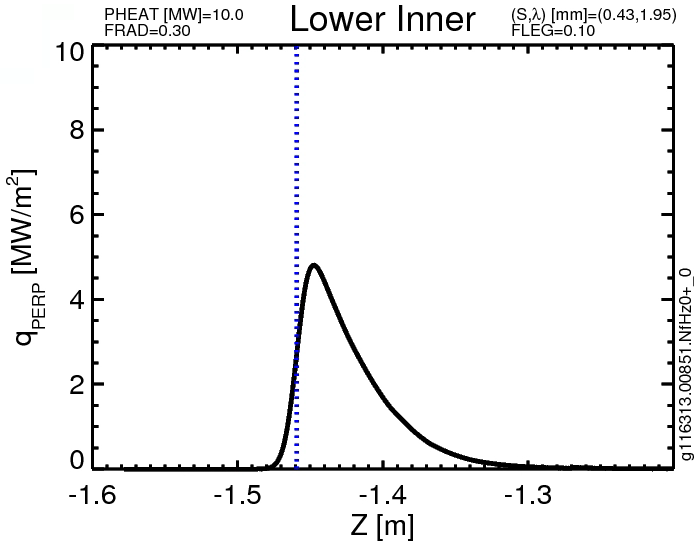 PHEAT [MW]=10.0
FRAD=0.30
Lower Inner
(S,λ) [mm]=(0.43,1.95)
FLEG=0.10
10
8
6
4
2
0
qPERP [MW/m²]
-1.6
-1.5
-1.4
-1.3
Z [m]
g116313.00851.NfHz0+_0